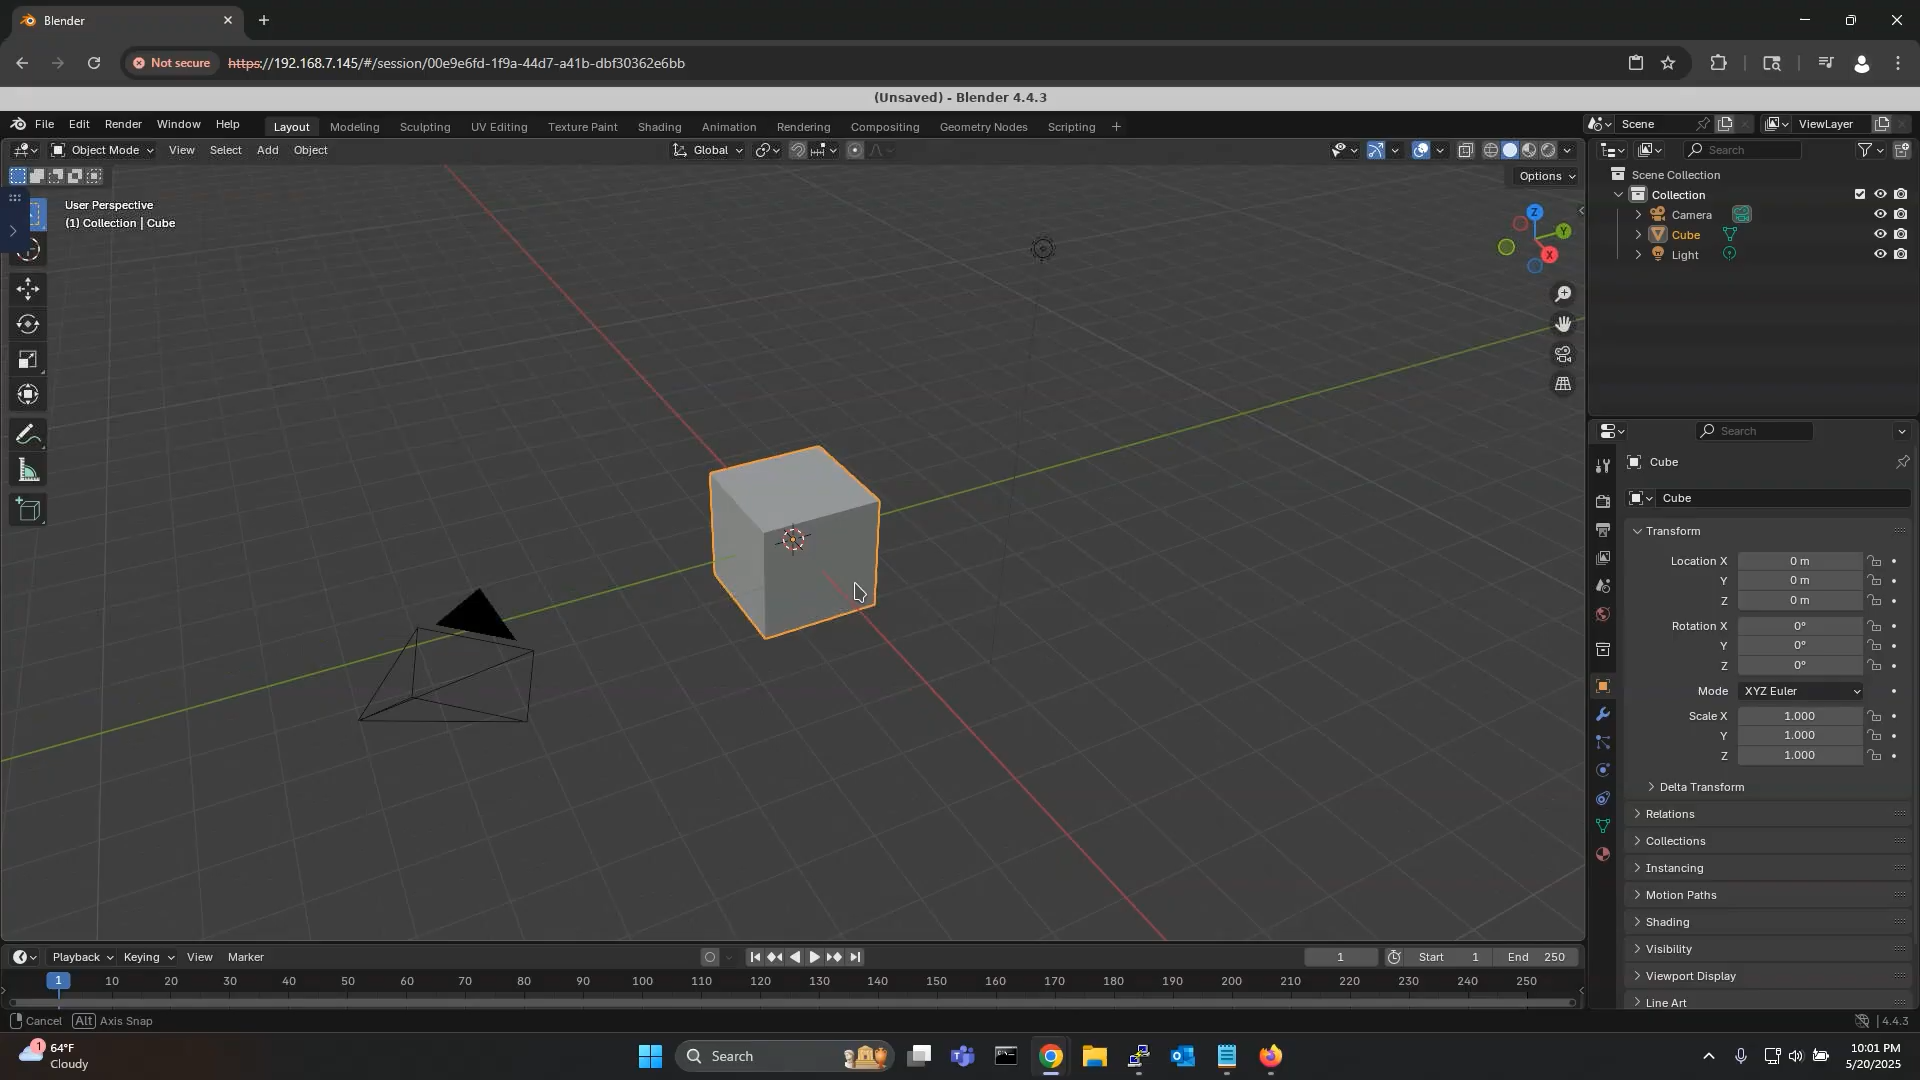 Blender
Not secure
https://192.168.7.145/#/session/00e9e6fd-1f9a-44d7-a41b-dbf30362e6bb
(Unsaved) - Blender 4.4.3
File Edit Render Window Help Layout Modeling Sculpting UV Editing Texture Paint Shading Animation Rendering Compositing Geometry Nodes Scripting + Scene ViewLayer
Object Mode View Select Add Object Global Search
Options
User Perspective
(1) Collection | Cube
Z
Y
X
Scene Collection
Collection
Camera
Cube
Light
Search
Cube
Cube
Transform
Location X 0 m
Y 0 m
Z 0 m
Rotation X 0°
Y 0°
Z 0°
Mode XYZ Euler
Scale X 1.000
Y 1.000
Z 1.000
Delta Transform
Relations
Collections
Instancing
Motion Paths
Shading
Visibility
Viewport Display
Line Art
Playback Keying View Marker 1 Start 1 End 250
1 10 20 30 40 50 60 70 80 90 100 110 120 130 140 150 160 170 180 190 200 210 220 230 240 250
Cancel Alt Axis Snap 4.4.3
1 64°F
Cloudy
Search
10:01 PM
5/20/2025